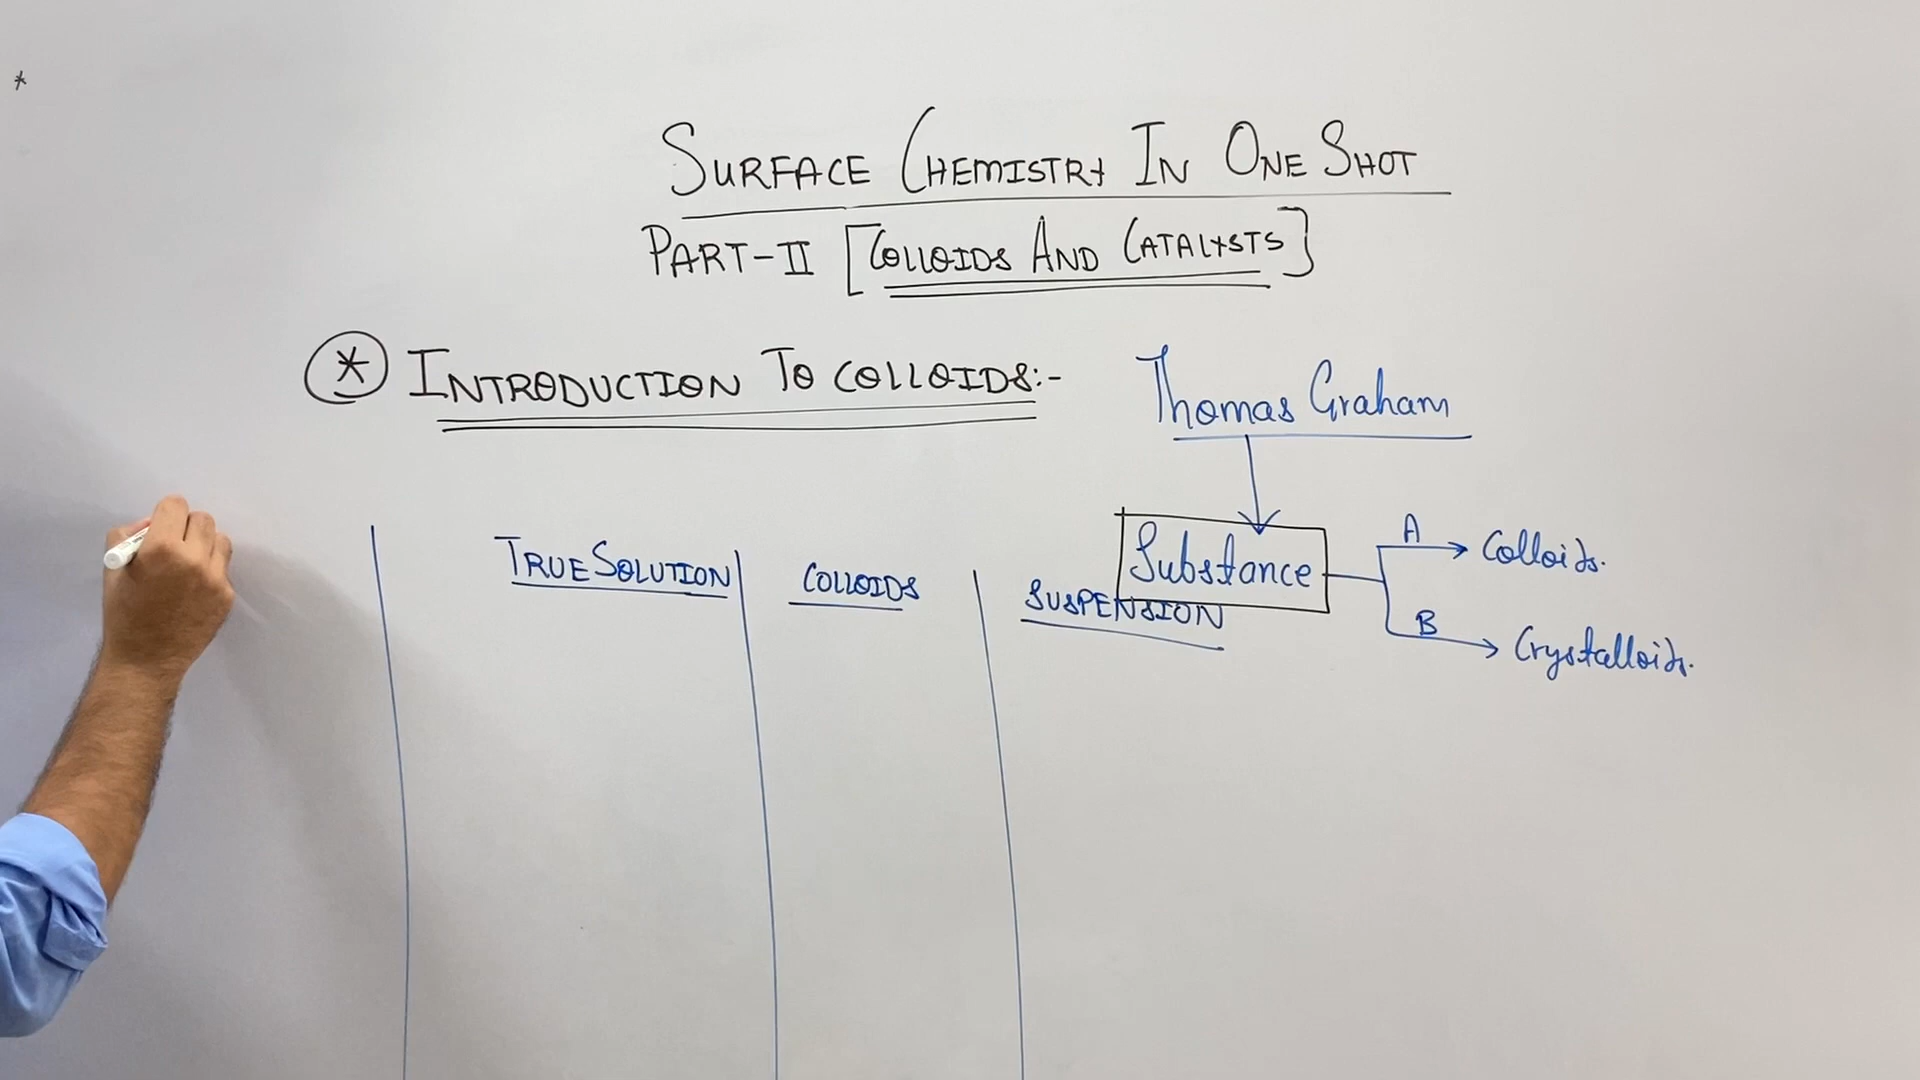 *
SURFACE CHEMISTRY IN ONE SHOT
PART-II [COLLOIDS AND CATALYSTS]
* INTRODUCTION TO COLLOIDS:-
Thomas Graham
Substance
A
Colloids.
B
Crystalloids.
TRUE SOLUTION
COLLOIDS
SUSPENSION